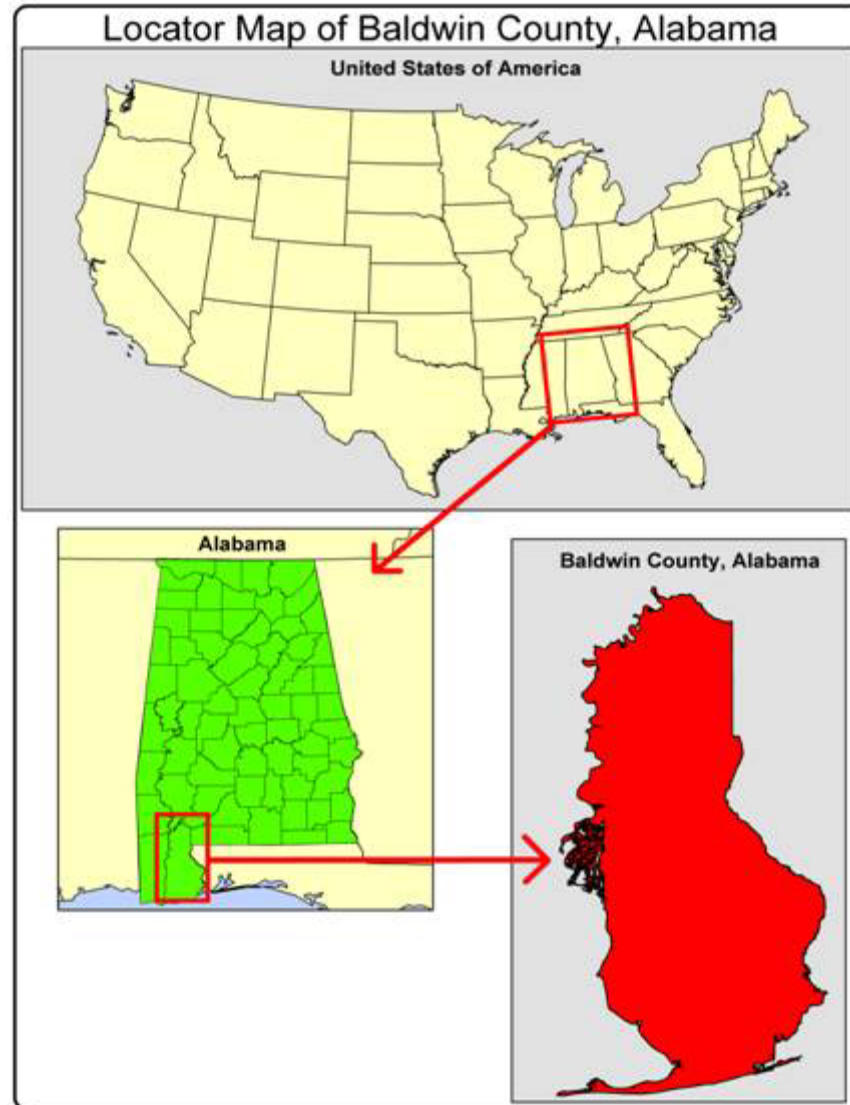 Locator Map of Baldwin County, Alabama
United States of America
Alabama
Baldwin County, Alabama